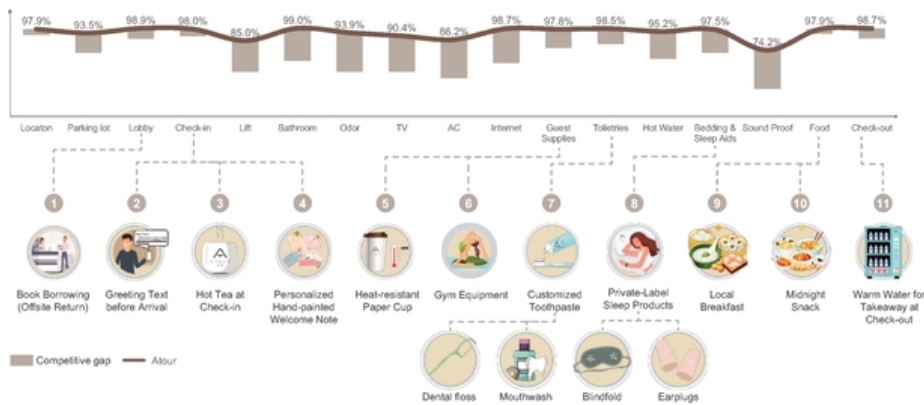 97.9% 93.5% 98.9% 98.0% 85.0% 99.0% 93.9% 90.4% 86.2% 98.7% 97.8% 98.5% 95.2% 97.5% 74.2% 97.9% 98.7%
Locaton Parking lot Lobby Check-in Lift Bathroom Odor TV AC Internet Guest Tolietries Hot Water Bedding & Sound Proof Food Check-out
Supplies Sleep Aids
1 2 3 4 5 6 7 8 9 10 11
Book Borrowing Greeting Text Hot Tea at Personalized Heat-resistant Gym Equipment Customized Private-Label Local Midnight Warm Water for
(Offsite Return) before Arrival Check-in Hand-painted Paper Cup Toothpaste Sleep Products Breakfast Snack Takeaway at
Welcome Note Check-out
Competitive gap Atour
Dental floss Mouthwash Blindfold Earplugs